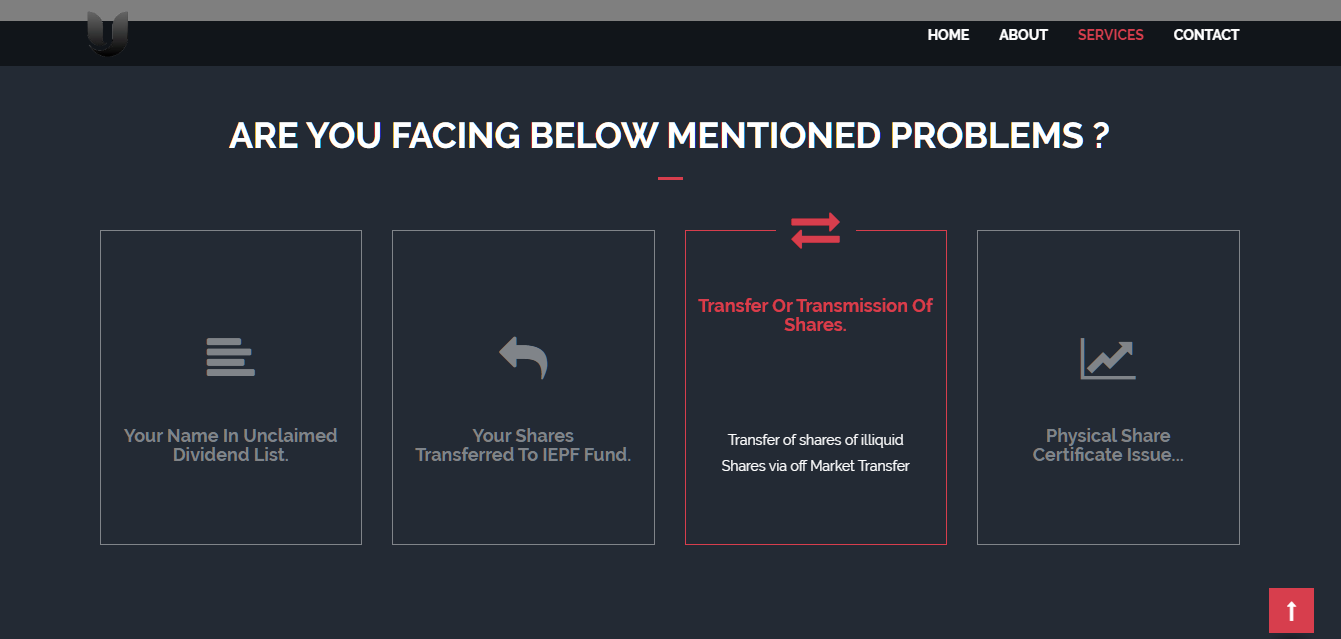 HOME ABOUT SERVICES CONTACT
ARE YOU FACING BELOW MENTIONED PROBLEMS ?
Your Name In Unclaimed
Dividend List.
Your Shares
Transferred To IEPF Fund.
Transfer Or Transmission Of
Shares.
Transfer of shares of illiquid
Shares via off Market Transfer
Physical Share
Certificate Issue...